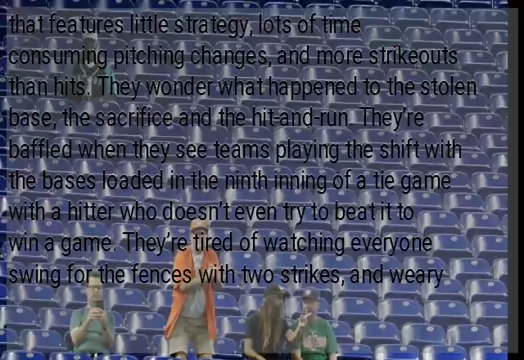 that features little strategy, lots of time
consuming pitching changes, and more strikeouts
than hits. They wonder what happened to the stolen
base, the sacrifice and the hit-and-run. They're
baffled when they see teams playing the shift with
the bases loaded in the ninth inning of a tie game
with a hitter who doesn't even try to beat it to
win a game. They're tired of watching everyone
swing for the fences with two strikes, and weary